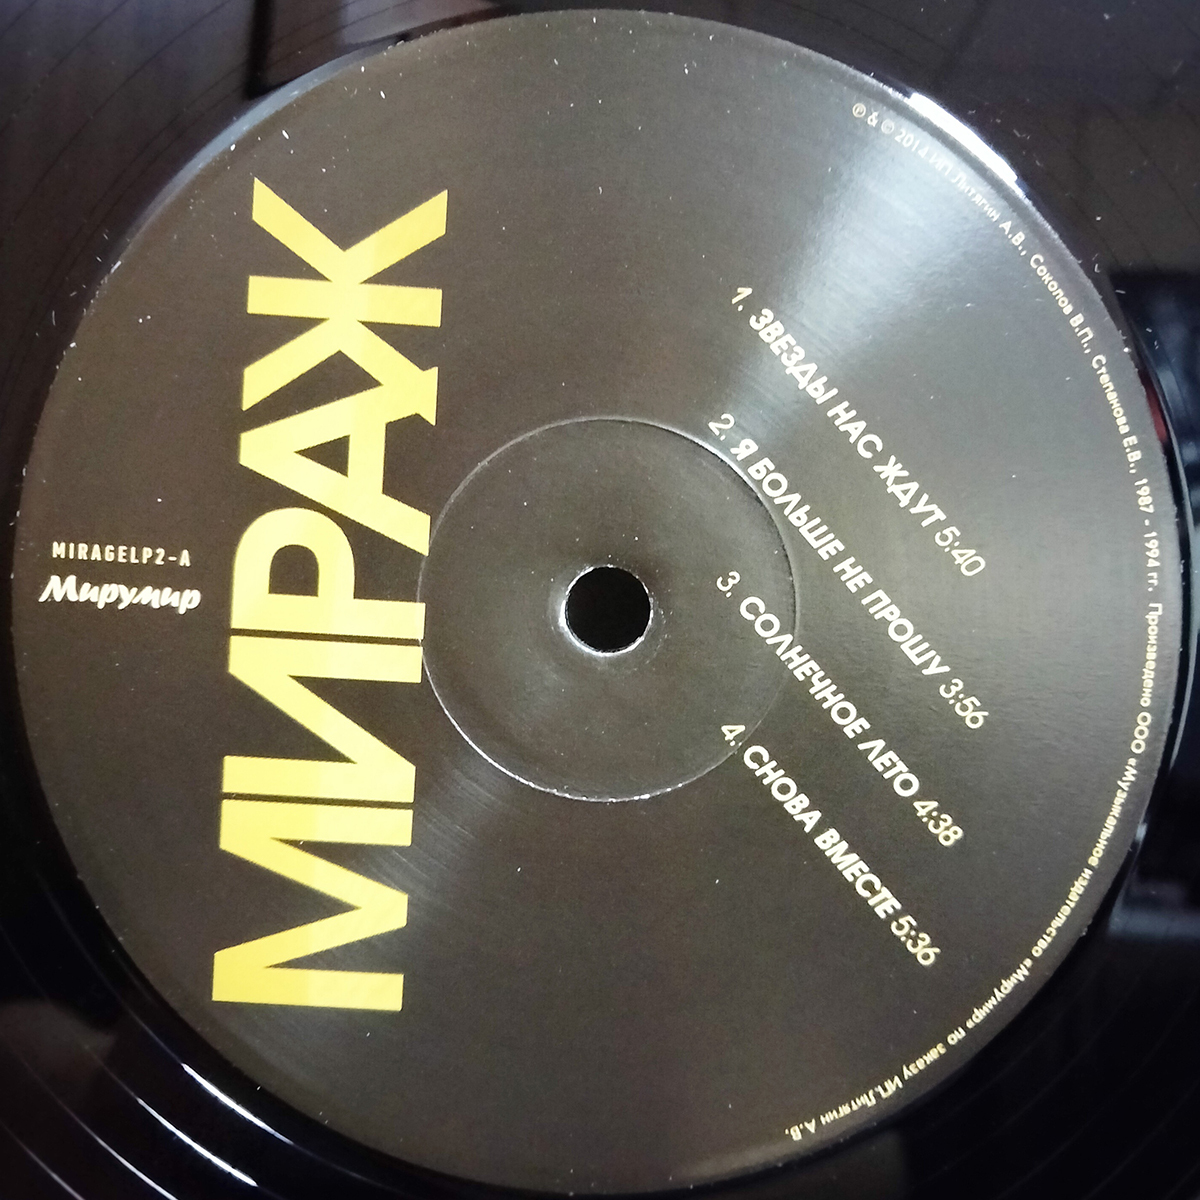 МИРАЖ
MIRAGELP2-A
Мирумир
1. ЗВЕЗДЫ НАС ЖДУТ 5:40
2. Я БОЛЬШЕ НЕ ПРОШУ 3:56
3. СОЛНЕЧНОЕ ЛЕТО 4:38
4. СНОВА ВМЕСТЕ 5:36
℗ & © 2014 ИП Литягин А.В., Соколов В.П., Степанова Е.В., 1987 - 1994 гг. Произведено ООО «Музыкальное издательство «Мирумир» по заказу ИП Литягин А.В.